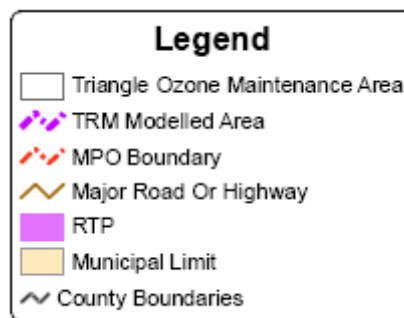 Legend
Triangle Ozone Maintenance Area
TRM Modelled Area
MPO Boundary
Major Road Or Highway
RTP
Municipal Limit
County Boundaries